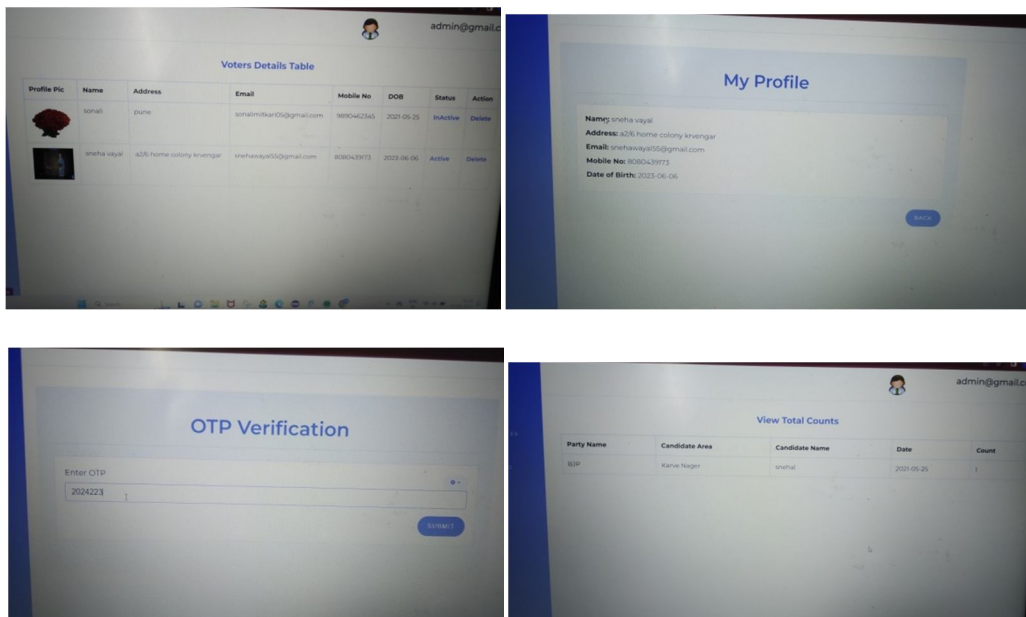 admin@gmail.c
Voters Details Table
Profile Pic Name Address Email Mobile No DOB Status Action
sonali pune sonalimitkari05@gmail.com 9890462345 2021-05-25 InActive Delete
sneha vayal a2/6 home colony krvengar snehawayal55@gmail.com 8080439173 2023-06-06 Active Delete
My Profile
Name: sneha vayal
Address: a2/6 home colony krvengar
Email: snehawayal55@gmail.com
Mobile No: 8080439173
Date of Birth: 2023-06-06
BACK
OTP Verification
Enter OTP
2024223
SUBMIT
admin@gmail.c
View Total Counts
Party Name Candidate Area Candidate Name Date Count
BJP Karve Nager snehal 2021-05-25 1